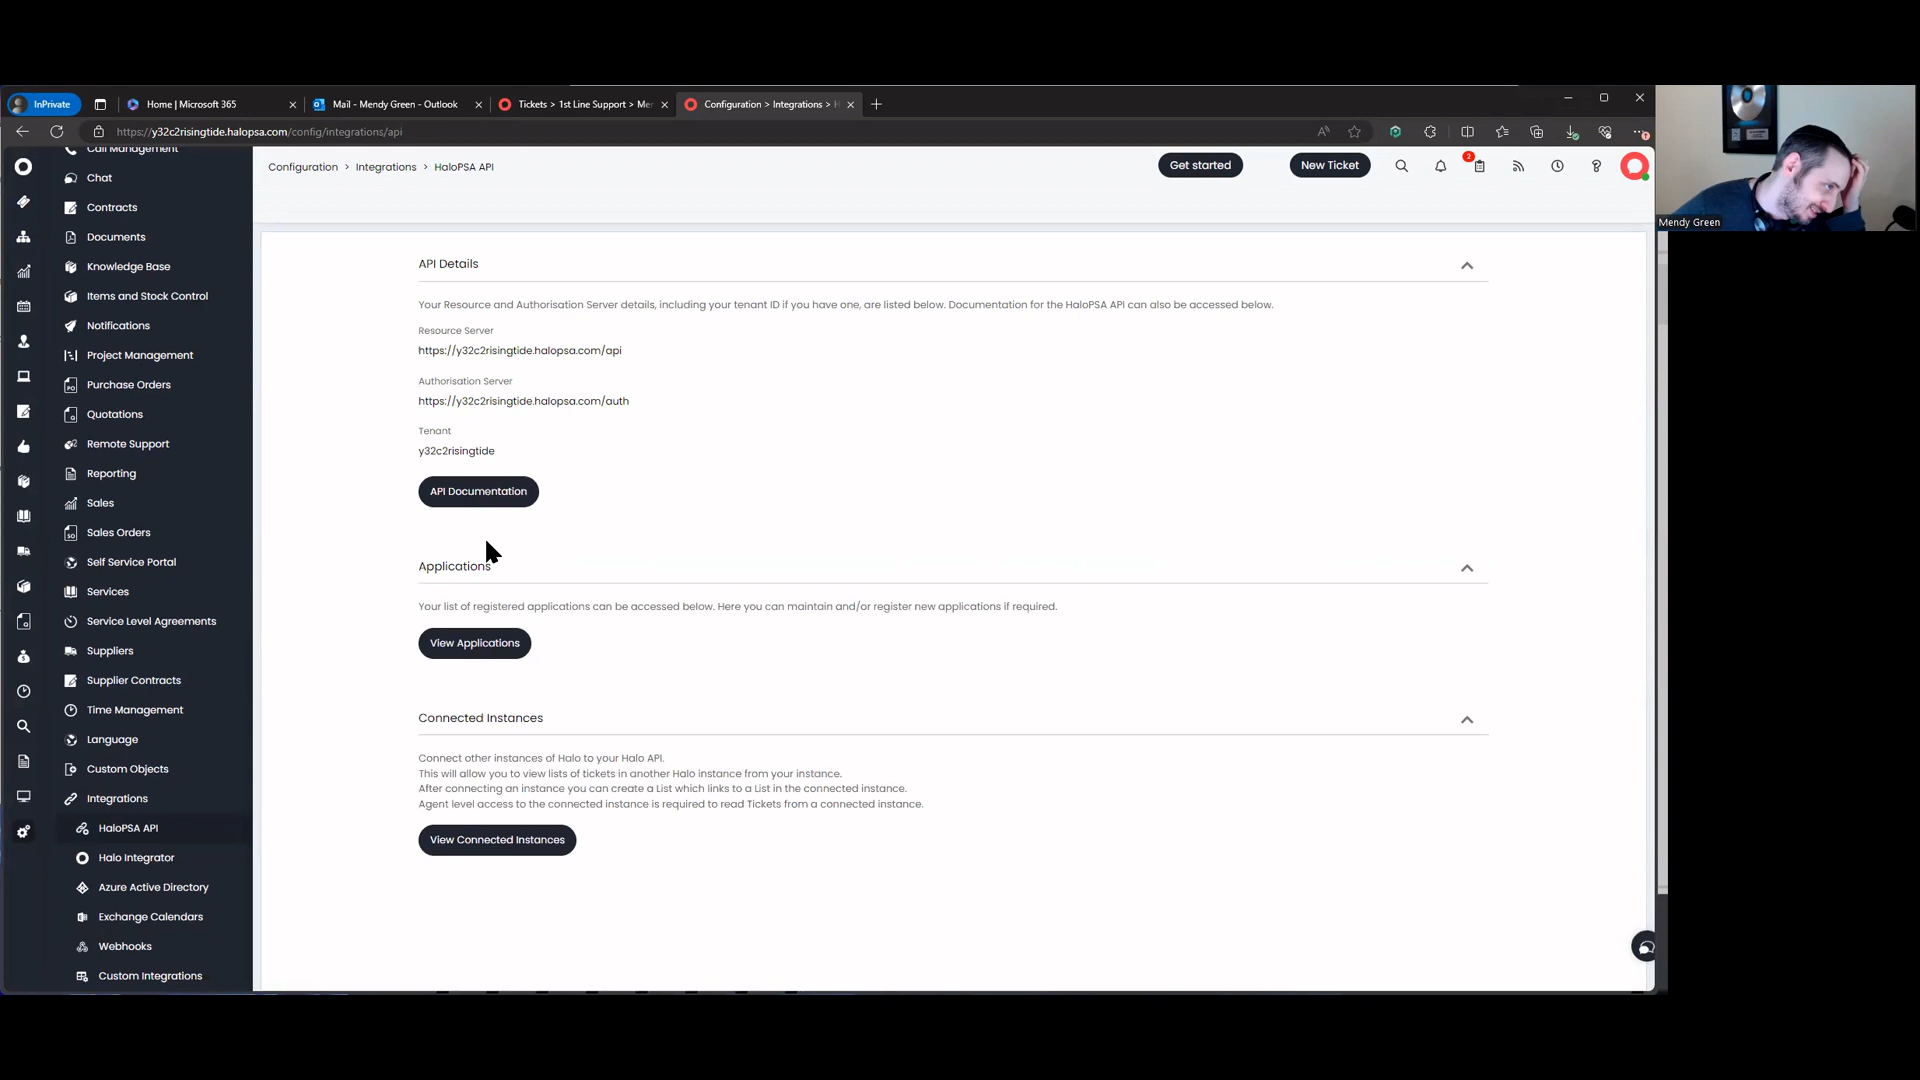 InPrivate
Home | Microsoft 365
Mail - Mendy Green - Outlook
Tickets > 1st Line Support > Mer
Configuration > Integrations > H
https://y32c2risingtide.halopsa.com/config/integrations/api
Call Management
Chat
Contracts
Documents
Knowledge Base
Items and Stock Control
Notifications
Project Management
Purchase Orders
Quotations
Remote Support
Reporting
Sales
Sales Orders
Self Service Portal
Services
Service Level Agreements
Suppliers
Supplier Contracts
Time Management
Language
Custom Objects
Integrations
HaloPSA API
Halo Integrator
Azure Active Directory
Exchange Calendars
Webhooks
Custom Integrations
Configuration > Integrations > HaloPSA API
Get started
New Ticket
2
Mendy Green
API Details
Your Resource and Authorisation Server details, including your tenant ID if you have one, are listed below. Documentation for the HaloPSA API can also be accessed below.
Resource Server
https://y32c2risingtide.halopsa.com/api
Authorisation Server
https://y32c2risingtide.halopsa.com/auth
Tenant
y32c2risingtide
API Documentation
Applications
Your list of registered applications can be accessed below. Here you can maintain and/or register new applications if required.
View Applications
Connected Instances
Connect other instances of Halo to your Halo API.
This will allow you to view lists of tickets in another Halo instance from your instance.
After connecting an instance you can create a List which links to a List in the connected instance.
Agent level access to the connected instance is required to read Tickets from a connected instance.
View Connected Instances